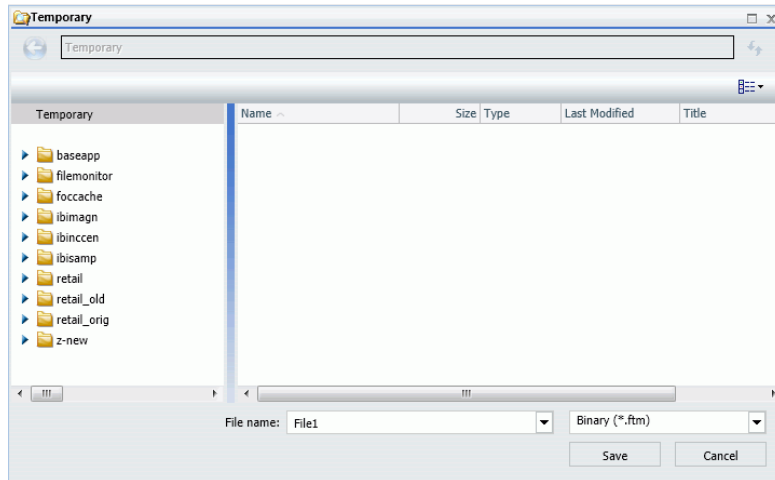 Temporary
Temporary
Temporary
Name Size Type Last Modified Title
baseapp
filemonitor
foccache
ibimagn
ibinccen
ibisamp
retail
retail_old
retail_orig
z-new
File name: File1 Binary (*.ftm)
Save Cancel